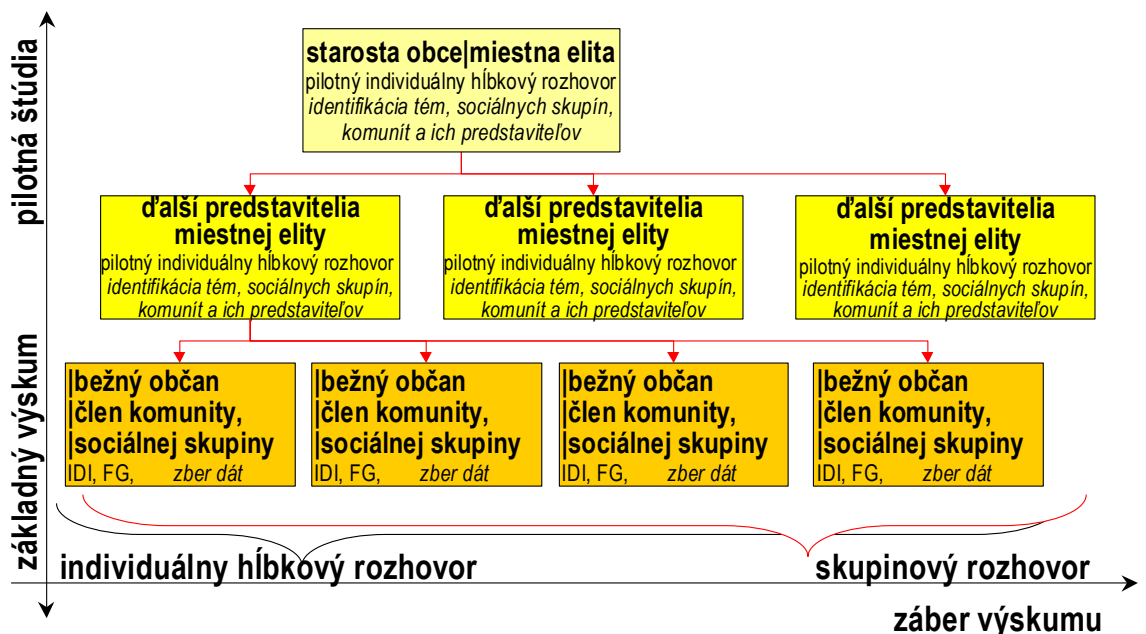 pilotná štúdia
starosta obce|miestna elita
pilotný individuálny hĺbkový rozhovor
identifikácia tém, sociálnych skupín,
komunít a ich predstaviteľov
ďalší predstavitelia
miestnej elity
pilotný individuálny hĺbkový rozhovor
identifikácia tém, sociálnych skupín,
komunít a ich predstaviteľov
ďalší predstavitelia
miestnej elity
pilotný individuálny hĺbkový rozhovor
identifikácia tém, sociálnych skupín,
komunít a ich predstaviteľov
ďalší predstavitelia
miestnej elity
pilotný individuálny hĺbkový rozhovor
identifikácia tém, sociálnych skupín,
komunít a ich predstaviteľov
základný výskum
|bežný občan
|člen komunity,
|sociálnej skupiny
IDI, FG, zber dát
|bežný občan
|člen komunity,
|sociálnej skupiny
IDI, FG, zber dát
|bežný občan
|člen komunity,
|sociálnej skupiny
IDI, FG, zber dát
|bežný občan
|člen komunity,
|sociálnej skupiny
IDI, FG, zber dát
individuálny hĺbkový rozhovor
skupinový rozhovor
záber výskumu